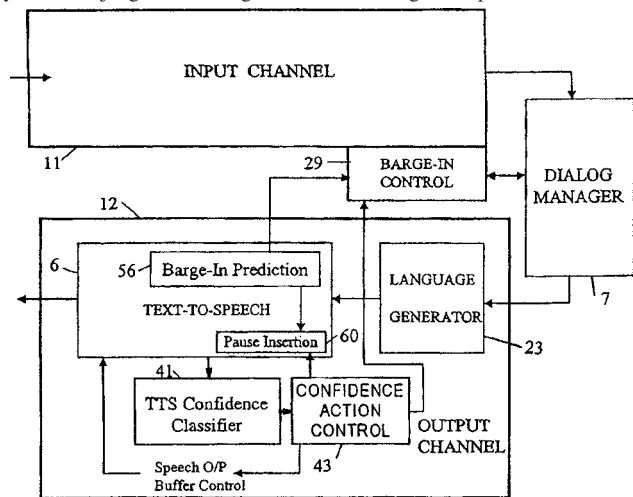 INPUT CHANNEL
11
29
BARGE-IN
CONTROL
DIALOG
MANAGER
7
12
6
56
Barge-In Prediction
TEXT-TO-SPEECH
Pause Insertion
60
LANGUAGE
GENERATOR
23
41
TTS Confidence
Classifier
CONFIDENCE
ACTION
CONTROL
43
OUTPUT
CHANNEL
Speech O/P
Buffer Control